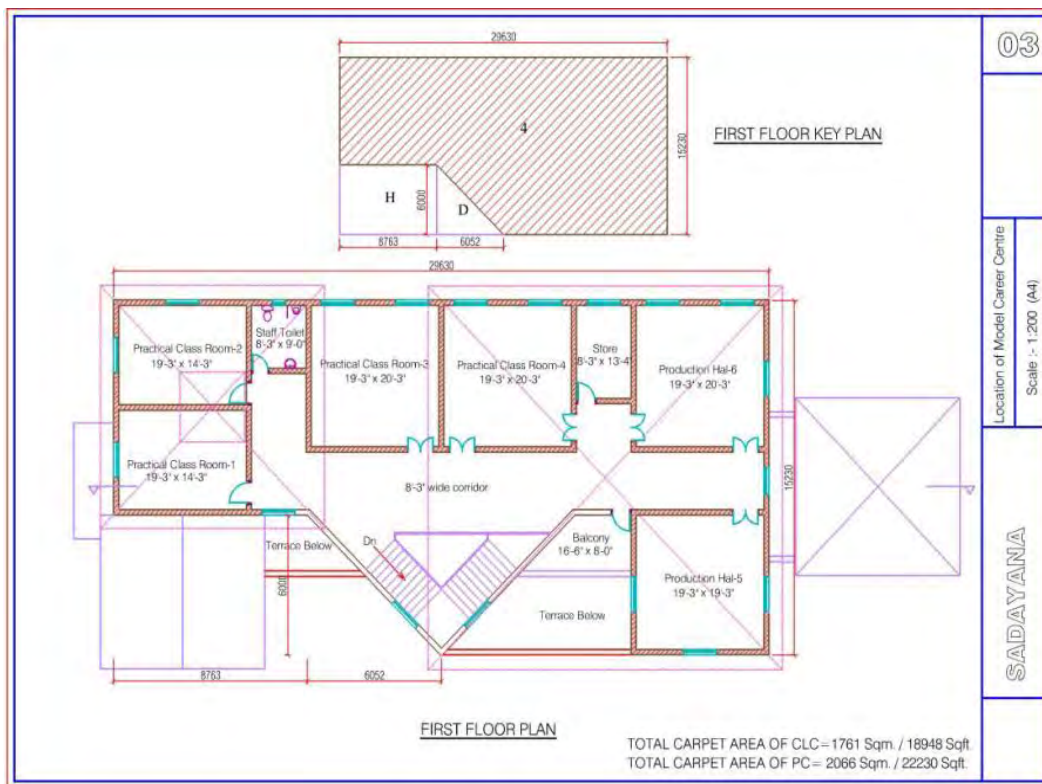 29630
4
15230
FIRST FLOOR KEY PLAN
H
6000
D
8763
6052
03
Location of Model Career Centre
Scale :- 1:200 (A4)
SADAYANA
29630
Practical Class Room-2
19'-3" x 14'-3"
Staff Toilet
8'-3" x 9'-0"
Practical Class Room-3
19'-3" x 20'-3"
Practical Class Room-4
19'-3" x 20'-3"
Store
8'-3" x 13'-4"
Production Hal-6
19'-3" x 20'-3"
Practical Class Room-1
19'-3" x 14'-3"
8'-3" wide corridor
15230
Terrace Below
Dn
Balcony
16'-6" x 8'-0"
Production Hal-5
19'-3" x 19'-3"
6000
Terrace Below
8763
6052
FIRST FLOOR PLAN
TOTAL CARPET AREA OF CLC=1761 Sqm. / 18948 Sqft.
TOTAL CARPET AREA OF PC= 2066 Sqm. / 22230 Sqft.